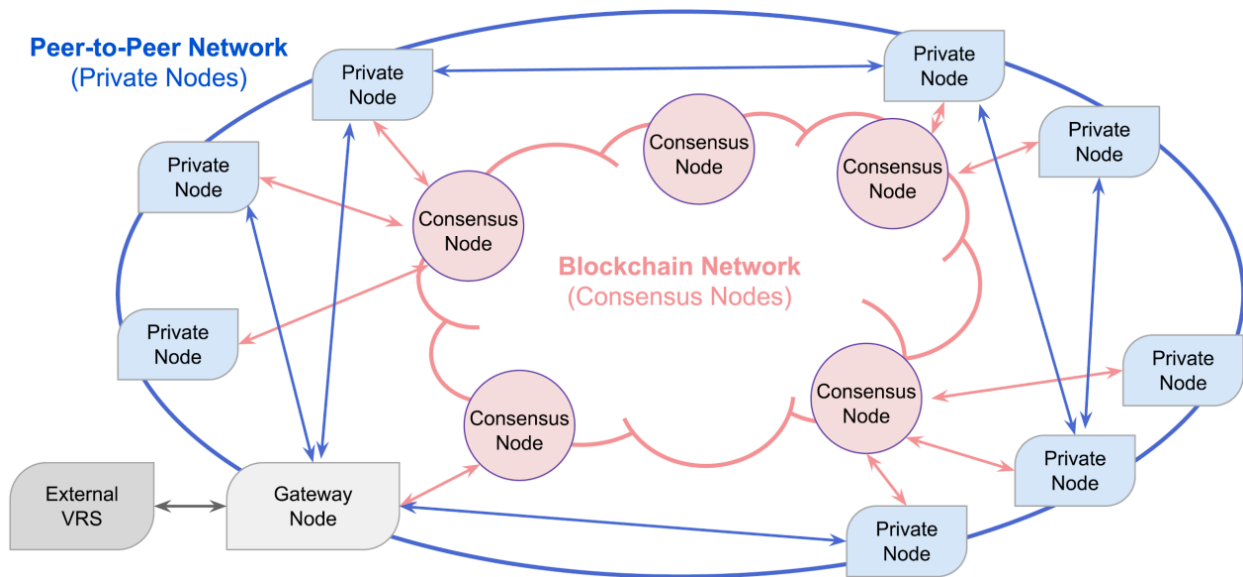 Peer-to-Peer Network
(Private Nodes)
Private
Node
Private
Node
Private
Node
Private
Node
Private
Node
Consensus
Node
Consensus
Node
Consensus
Node
Blockchain Network
(Consensus Nodes)
Private
Node
Private
Node
Consensus
Node
Consensus
Node
Private
Node
External
VRS
Gateway
Node
Private
Node